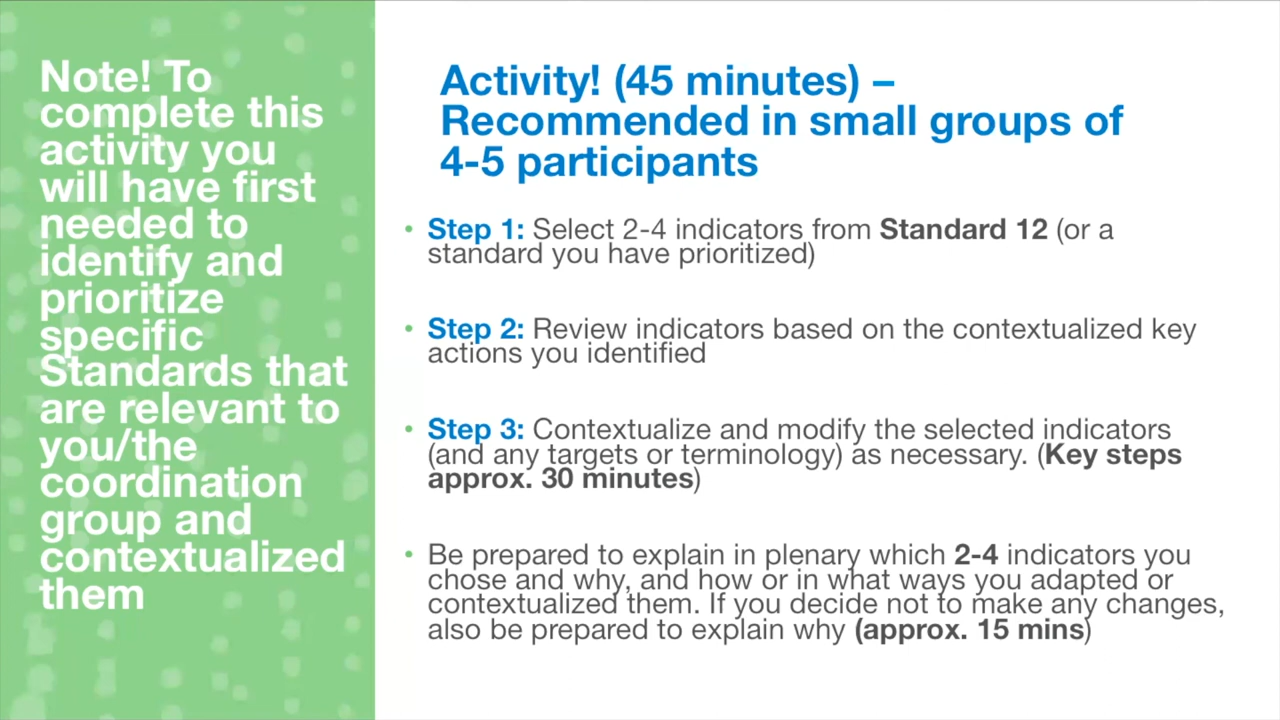 Note! To
complete this
activity you
will have first
needed to
identify and
prioritize
specific
Standards that
are relevant to
you/the
coordination
group and
contextualized
them
Activity! (45 minutes) –
Recommended in small groups of
4-5 participants
• Step 1: Select 2-4 indicators from Standard 12 (or a
standard you have prioritized)
• Step 2: Review indicators based on the contextualized key
actions you identified
• Step 3: Contextualize and modify the selected indicators
(and any targets or terminology) as necessary. (Key steps
approx. 30 minutes)
• Be prepared to explain in plenary which 2-4 indicators you
chose and why, and how or in what ways you adapted or
contextualized them. If you decide not to make any changes,
also be prepared to explain why (approx. 15 mins)